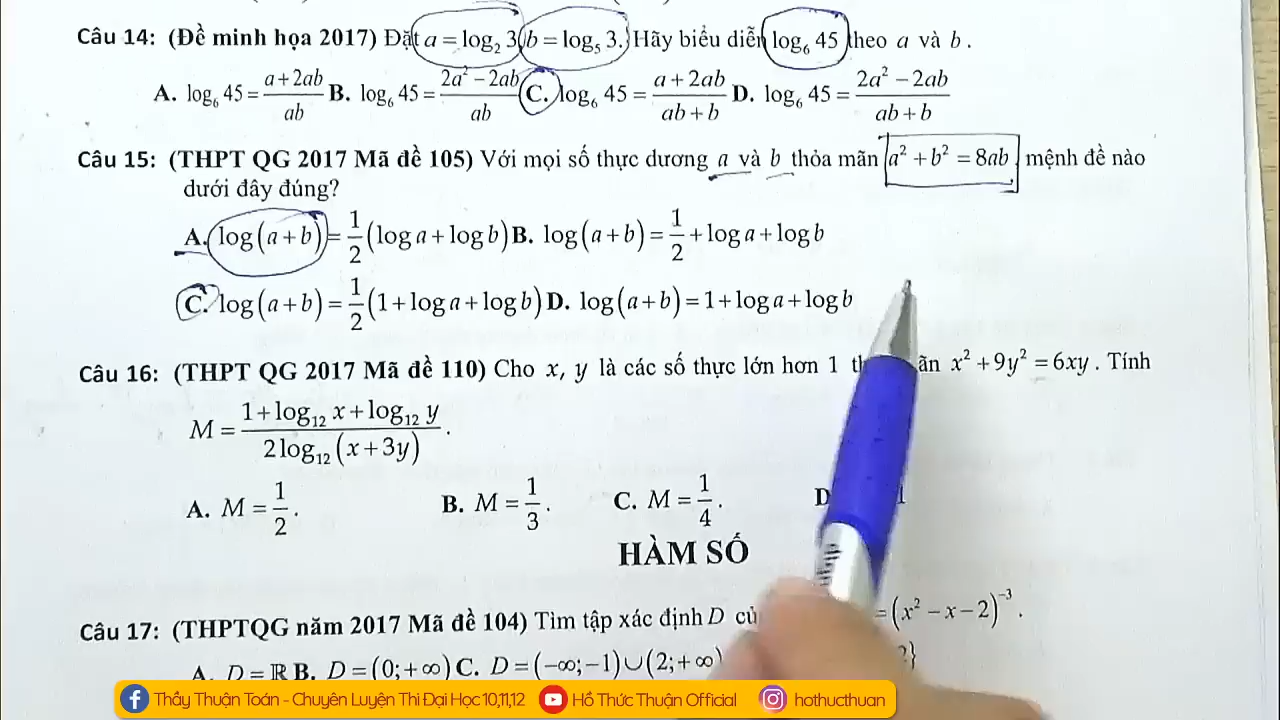 Câu 14: (Đề minh họa 2017) Đặt a = log₂ 3, b = log₅ 3. Hãy biểu diễn log₆ 45 theo a và b.
A. log₆ 45 = (a + 2ab)/(ab) B. log₆ 45 = (2a² − 2ab)/(ab) C. log₆ 45 = (a + 2ab)/(ab + b) D. log₆ 45 = (2a² − 2ab)/(ab + b)
Câu 15: (THPT QG 2017 Mã đề 105) Với mọi số thực dương a và b thỏa mãn a² + b² = 8ab, mệnh đề nào
dưới đây đúng?
A. log(a + b) = 1/2 (log a + log b) B. log(a + b) = 1/2 + log a + log b
C. log(a + b) = 1/2 (1 + log a + log b) D. log(a + b) = 1 + log a + log b
Câu 16: (THPT QG 2017 Mã đề 110) Cho x, y là các số thực lớn hơn 1 x² + 9y² = 6xy. Tính
M = (1 + log₁₂ x + log₁₂ y)/(2 log₁₂ (x + 3y)).
A. M = 1/2. B. M = 1/3. C. M = 1/4. D
HÀM SỐ
Câu 17: (THPTQG năm 2017 Mã đề 104) Tìm tập xác định D = (x² − x − 2)⁻³.
A. D = ℝ B. D = (0; +∞) C. D = (−∞; −1) ∪ (2; +∞)
Thầy Thuận Toán - Chuyên Luyện Thi Đại Học 10,11,12 Hồ Thức Thuận Official hothucthuan